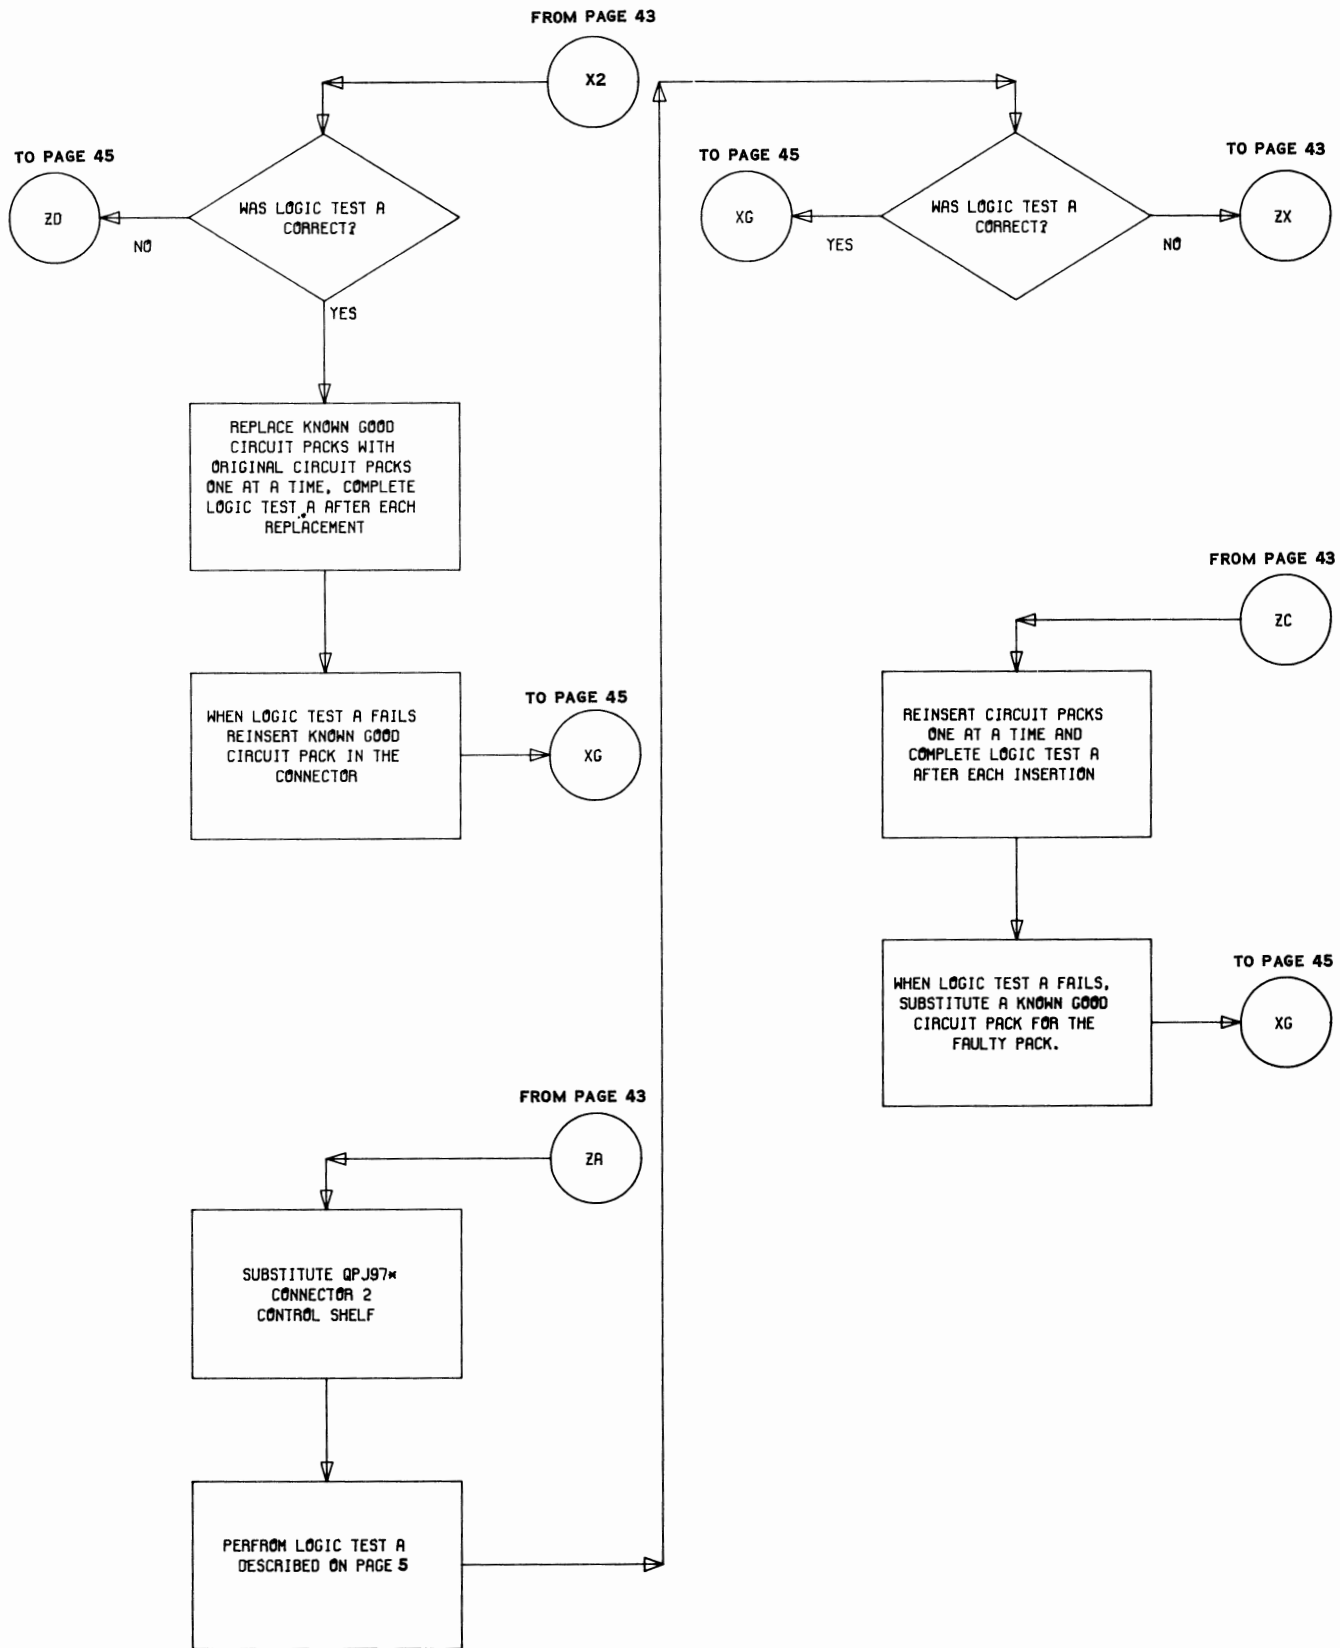 FROM PAGE 43
X2
TO PAGE 45
ZD
NO
WAS LOGIC TEST A
CORRECT?
YES
REPLACE KNOWN GOOD
CIRCUIT PACKS WITH
ORIGINAL CIRCUIT PACKS
ONE AT A TIME, COMPLETE
LOGIC TEST A AFTER EACH
REPLACEMENT
WHEN LOGIC TEST A FAILS
REINSERT KNOWN GOOD
CIRCUIT PACK IN THE
CONNECTOR
TO PAGE 45
XG
FROM PAGE 43
ZA
SUBSTITUTE QPJ97*
CONNECTOR 2
CONTROL SHELF
PERFROM LOGIC TEST A
DESCRIBED ON PAGE 5
TO PAGE 45
XG
YES
WAS LOGIC TEST A
CORRECT?
NO
TO PAGE 43
ZX
FROM PAGE 43
ZC
REINSERT CIRCUIT PACKS
ONE AT A TIME AND
COMPLETE LOGIC TEST A
AFTER EACH INSERTION
WHEN LOGIC TEST A FAILS,
SUBSTITUTE A KNOWN GOOD
CIRCUIT PACK FOR THE
FAULTY PACK.
TO PAGE 45
XG